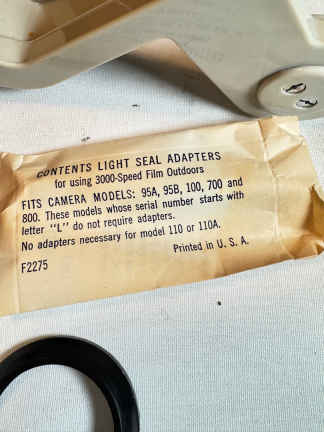 CONTENTS LIGHT SEAL ADAPTERS
for using 3000-Speed Film Outdoors
FITS CAMERA MODELS: 95A, 95B, 100, 700 and
800. These models whose serial number starts with
letter "L" do not require adapters.
No adapters necessary for model 110 or 110A.
Printed in U. S. A.
F2275